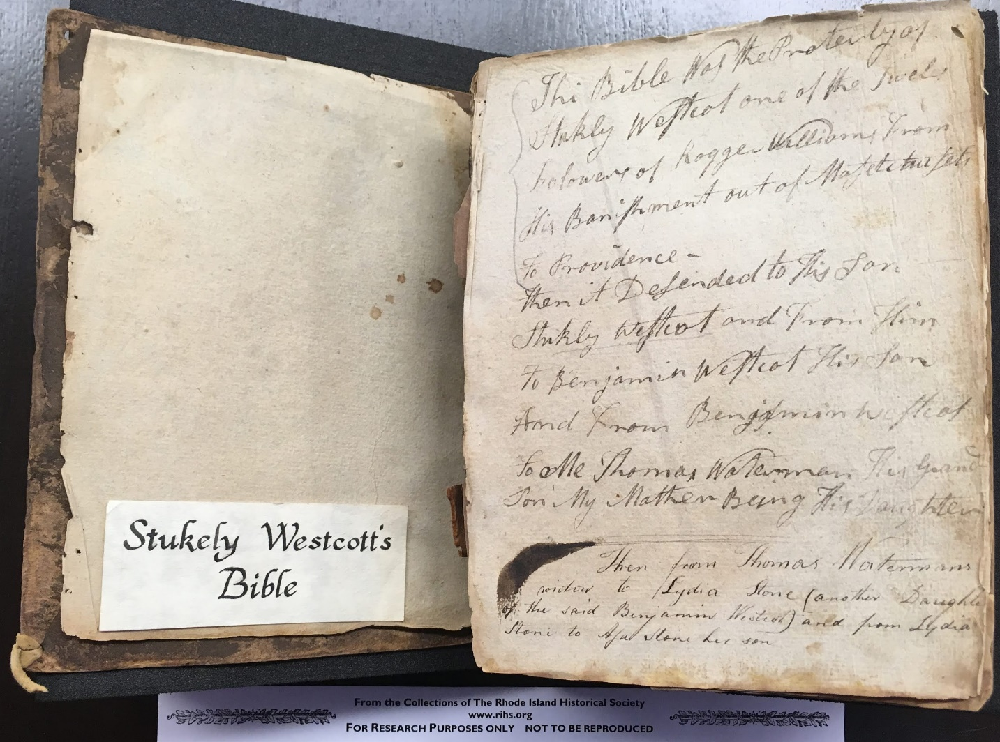 Stukely Westcott's
Bible
Thi Bible Was the Proterty of
Stukly Westcot one of the Twelv
Folowers of Rogger Williams From
His Banishment out of Masetchusets
To Providence -
then it Desended to His Son
Stukly Westcot and From Him
To Benjamin Westcot His Son
And From Benjamin Westcot
To Me Thomas Waterman His Grand
Son My Mother Being His Daughter
Then from Thomas Watermans
widow to Lydia Stone (another Daughte
of the said Benjamin Westcot) and from Lydia
Stone to Asa Stone her son
From the Collections of The Rhode Island Historical Society
www.rihs.org
FOR RESEARCH PURPOSES ONLY NOT TO BE REPRODUCED